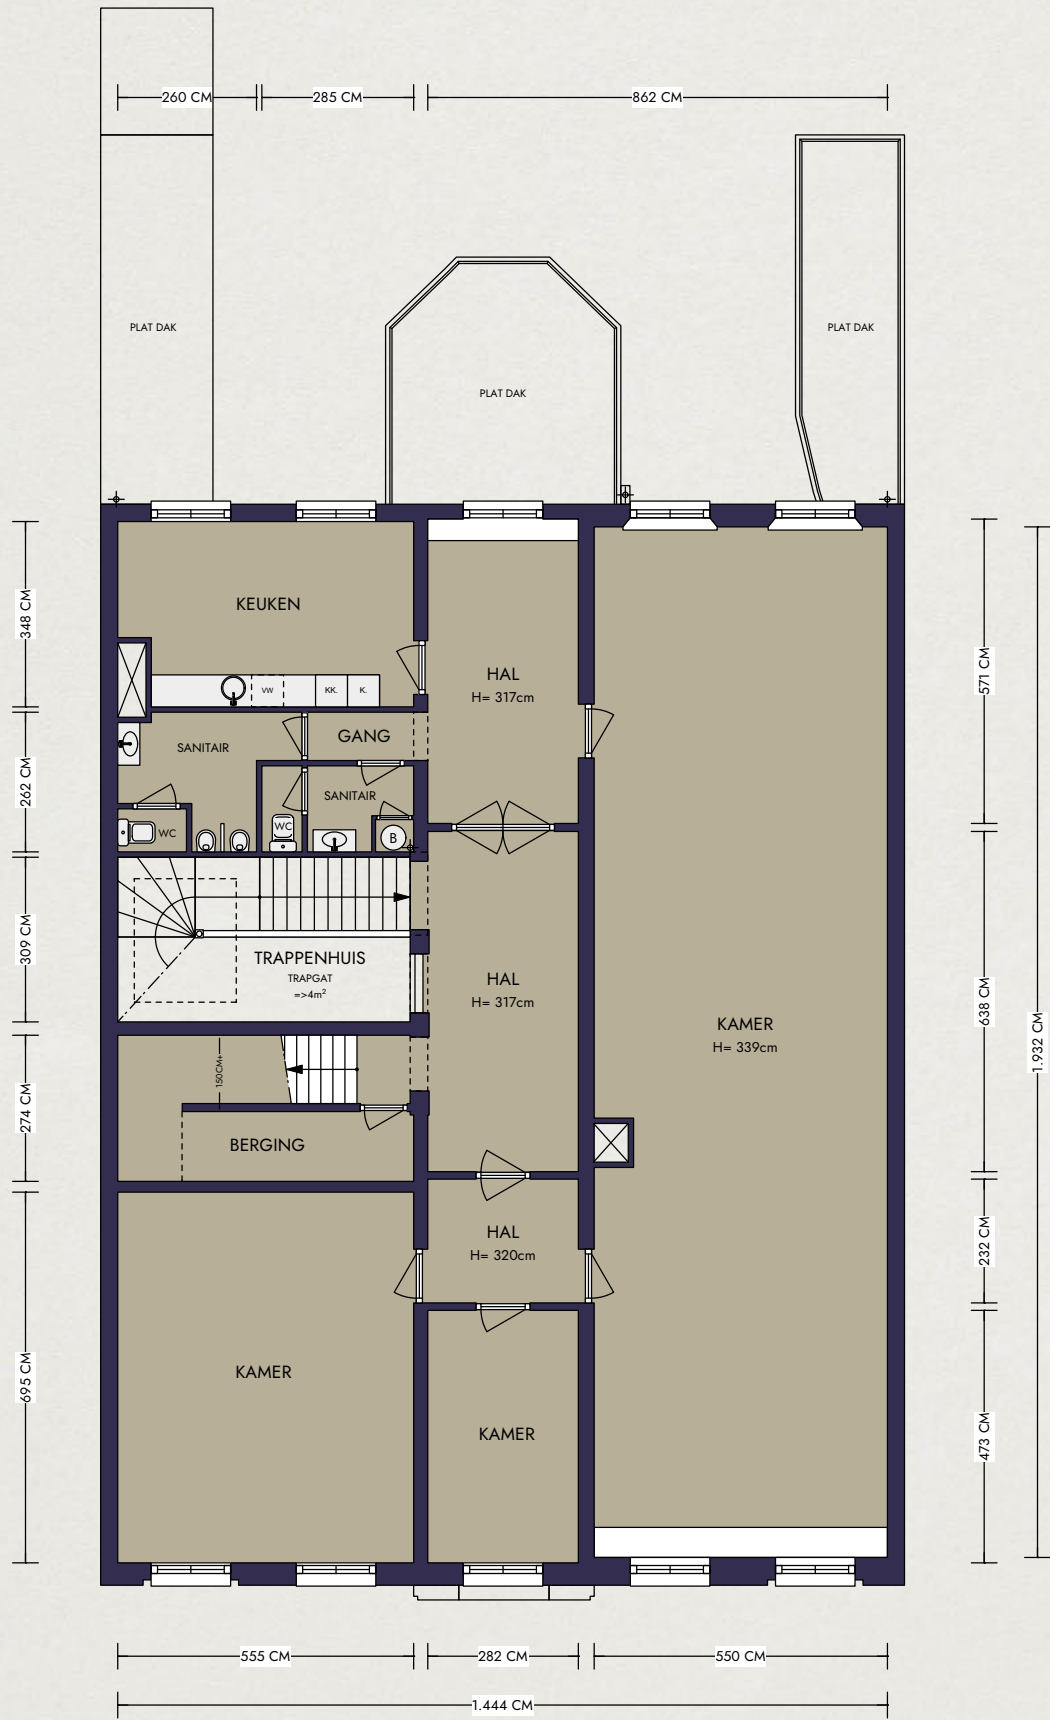 260 CM
285 CM
862 CM
PLAT DAK
PLAT DAK
PLAT DAK
KEUKEN
348 CM
VW
KK.
K.
HAL
H= 317cm
571 CM
GANG
SANITAIR
262 CM
SANITAIR
WC
WC
B
309 CM
TRAPPENHUIS
TRAPGAT
=>4m²
HAL
H= 317cm
638 CM
KAMER
H= 339cm
1.932 CM
150CM+
274 CM
BERGING
HAL
H= 320cm
232 CM
695 CM
KAMER
KAMER
473 CM
555 CM
282 CM
550 CM
1.444 CM